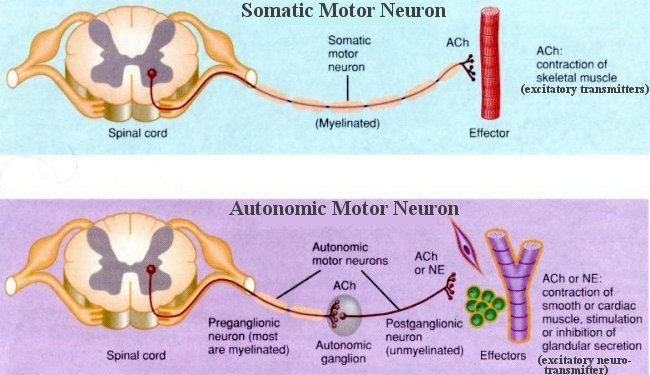 Somatic Motor Neuron
Somatic
motor
neuron
ACh
ACh:
contraction of
skeletal muscle
(excitatory transmitters)
Spinal cord
(Myelinated)
Effector
Autonomic Motor Neuron
Autonomic
motor neurons
ACh
or NE
ACh
ACh or NE:
contraction of
smooth or cardiac
muscle, stimulation
or inhibition of
glandular secretion
(excitatory neuro-
transmitter)
Preganglionic
neuron (most
are myelinated)
Autonomic
ganglion
Postganglionic
neuron
(unmyelinated)
Spinal cord
Effectors